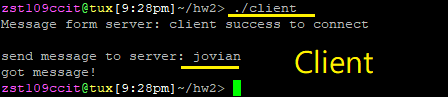 zst109ccit@tux[9:28pm]~/hw2> ./client
Message form server: client success to connect
send message to server: jovian
got message!
zst109ccit@tux[9:28pm]~/hw2>
Client